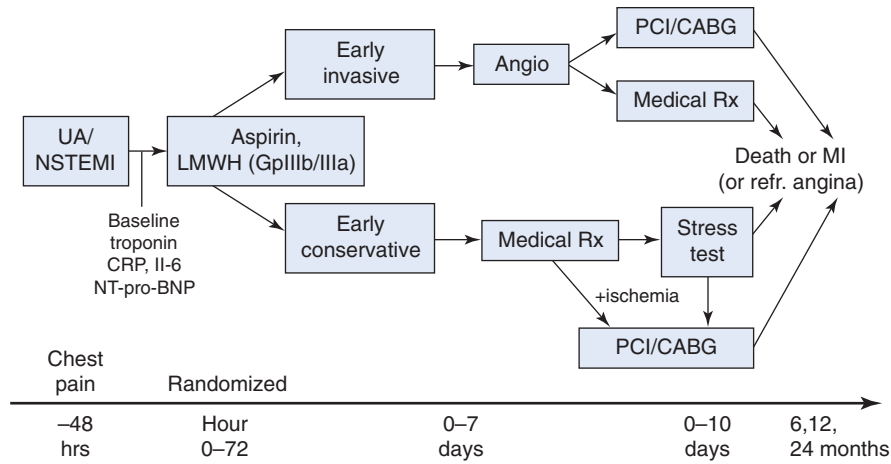 UA/
NSTEMI
Baseline
troponin
CRP, II-6
NT-pro-BNP
Aspirin,
LMWH (GpIIIb/IIIa)
Early
invasive
Angio
PCI/CABG
Medical Rx
Early
conservative
Medical Rx
Stress
test
+ischemia
PCI/CABG
Death or MI
(or refr. angina)
Chest
pain
Randomized
–48
hrs
Hour
0–72
0–7
days
0–10
days
6,12,
24 months